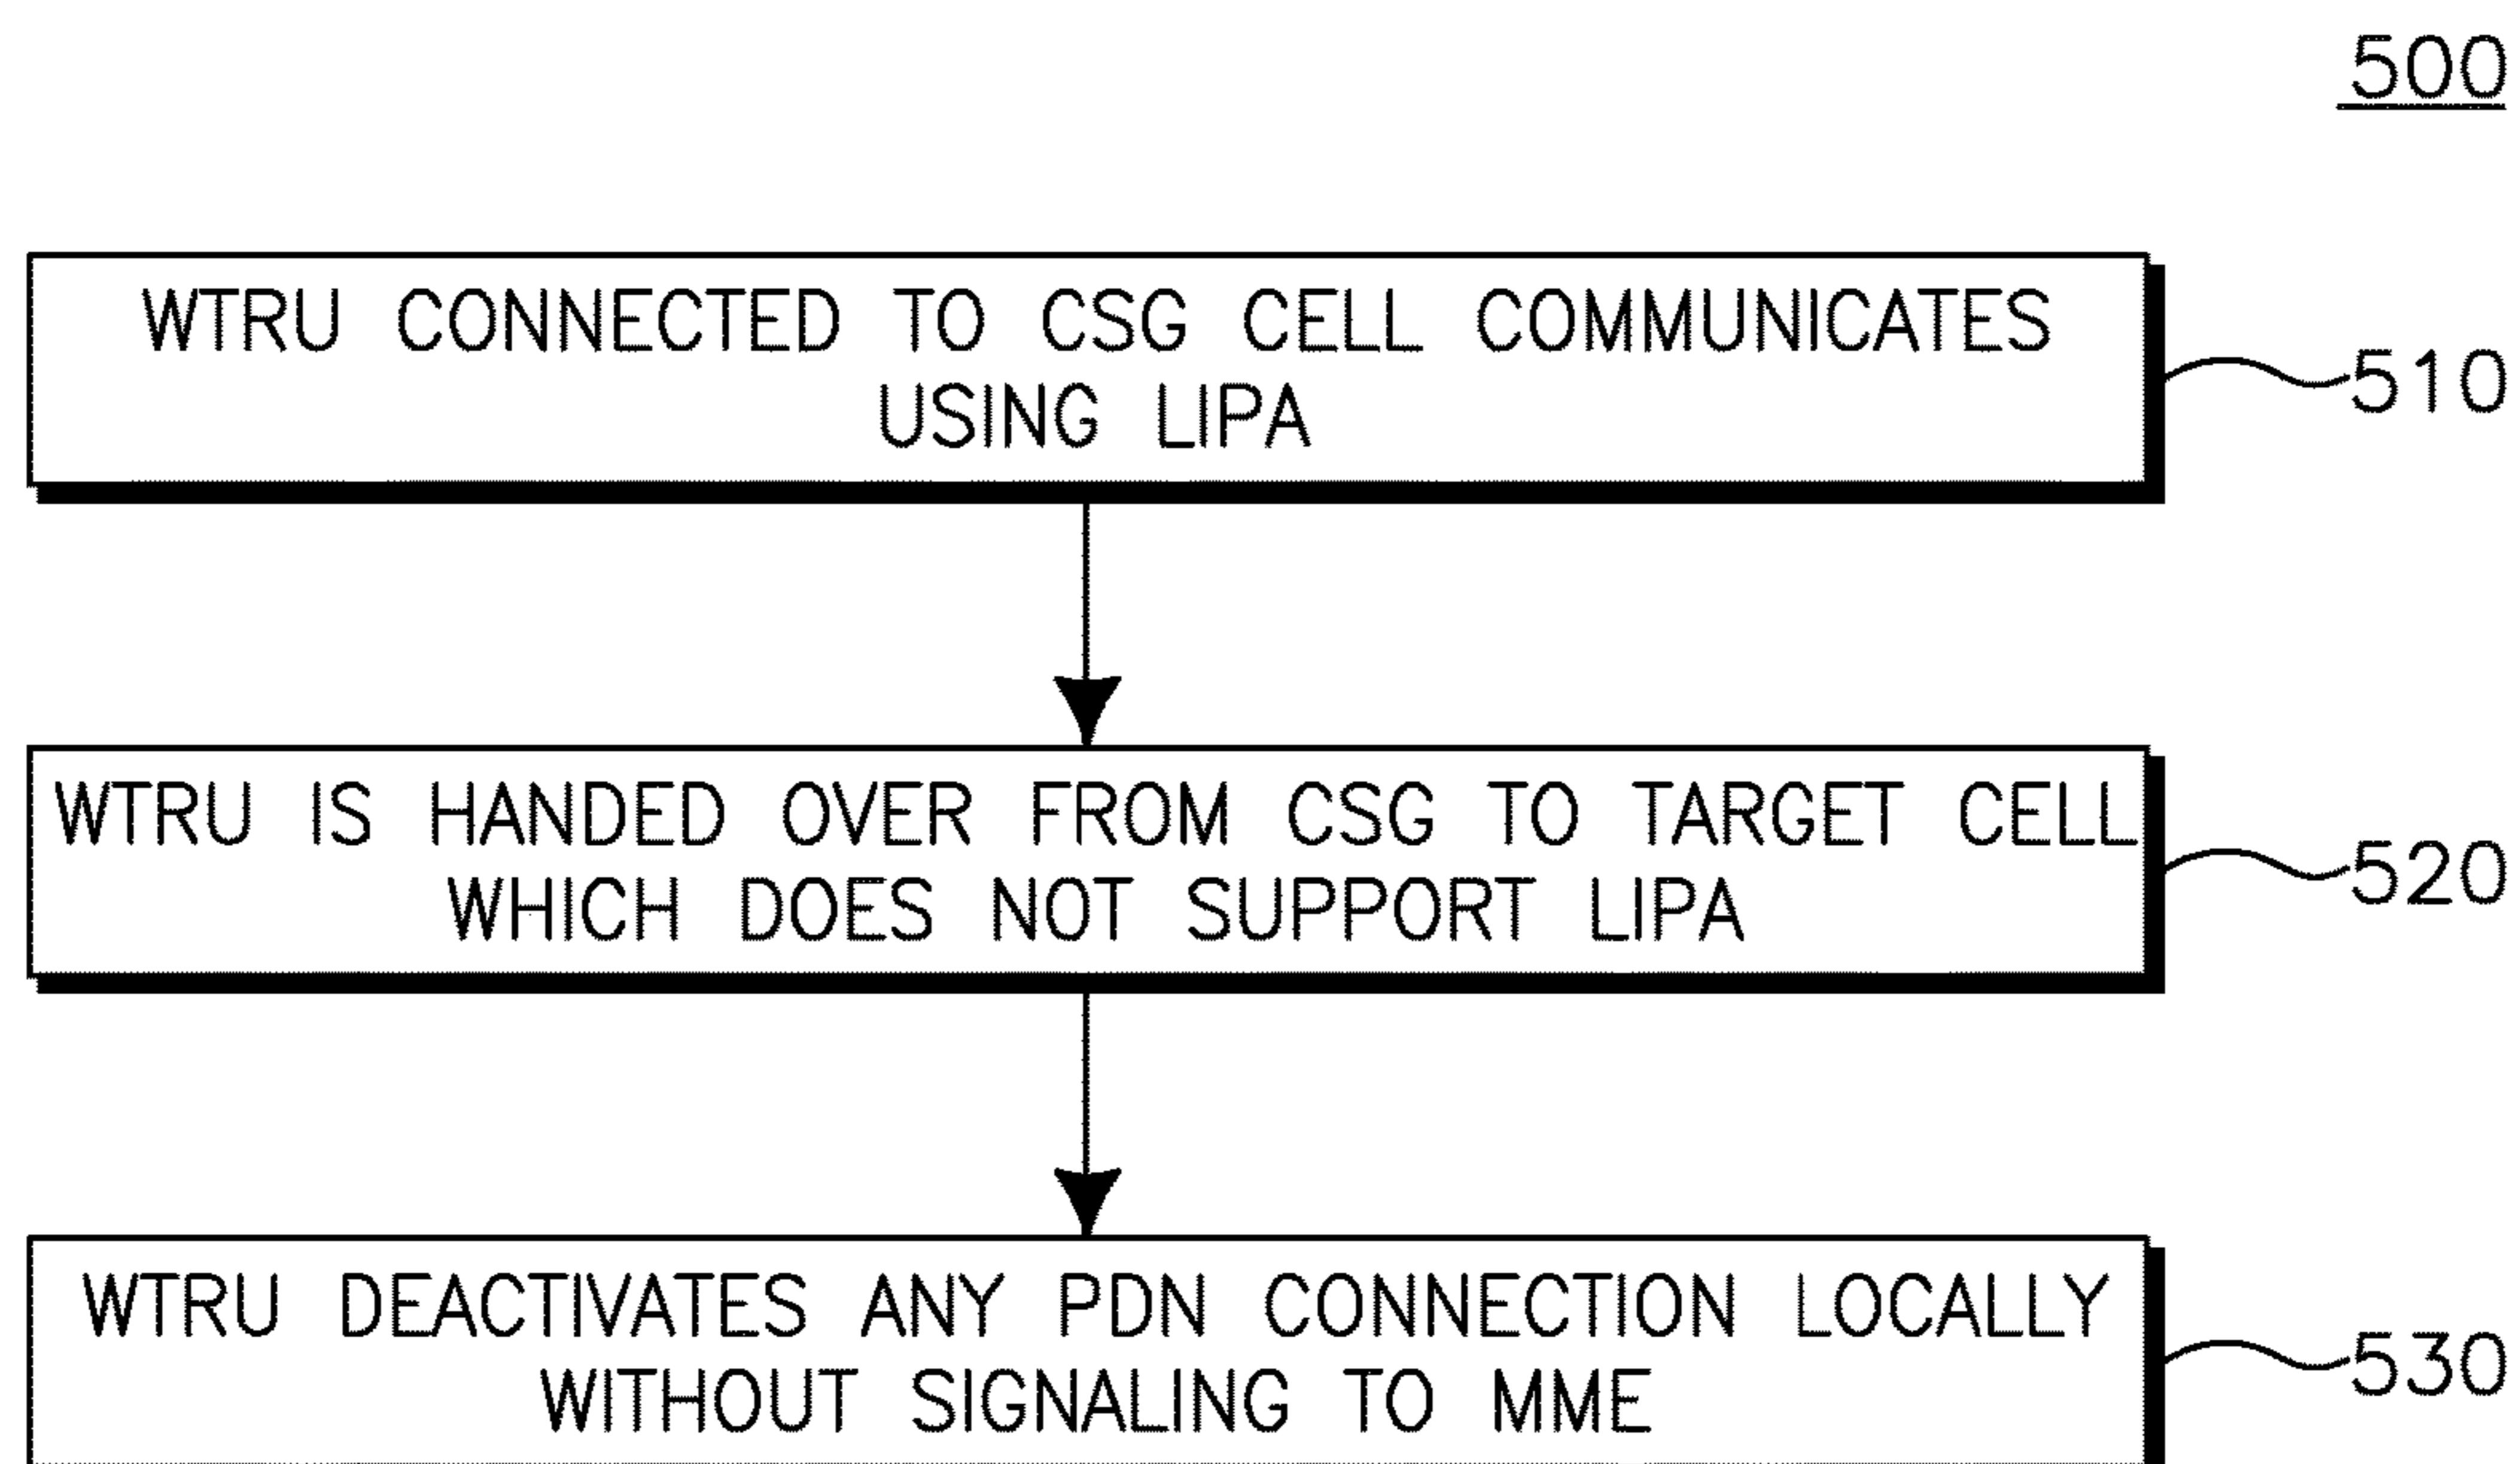 500
WTRU CONNECTED TO CSG CELL COMMUNICATES
USING LIPA
510
WTRU IS HANDED OVER FROM CSG TO TARGET CELL
WHICH DOES NOT SUPPORT LIPA
520
WTRU DEACTIVATES ANY PDN CONNECTION LOCALLY
WITHOUT SIGNALING TO MME
530